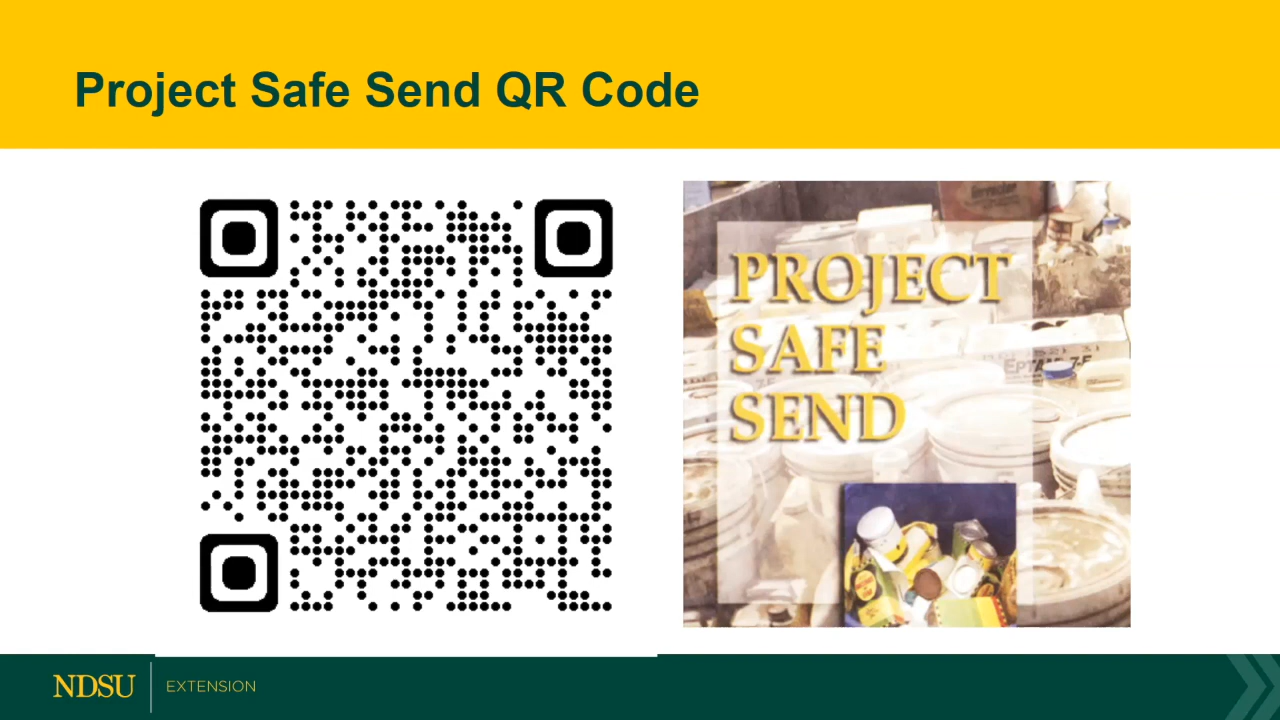 Project Safe Send QR Code
PROJECT
SAFE
SEND
NDSU
EXTENSION